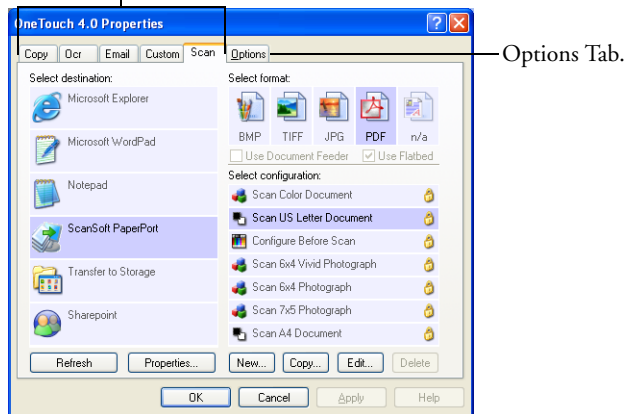 OneTouch 4.0 Properties
Copy Ocr Email Custom Scan Options
Options Tab.
Select destination:
Microsoft Explorer
Microsoft WordPad
Notepad
ScanSoft PaperPort
Transfer to Storage
Sharepoint
Refresh Properties...
Select format:
BMP TIFF JPG PDF n/a
Use Document Feeder Use Flatbed
Select configuration:
Scan Color Document
Scan US Letter Document
Configure Before Scan
Scan 6x4 Vivid Photograph
Scan 6x4 Photograph
Scan 7x5 Photograph
Scan A4 Document
New... Copy... Edit... Delete
OK Cancel Apply Help